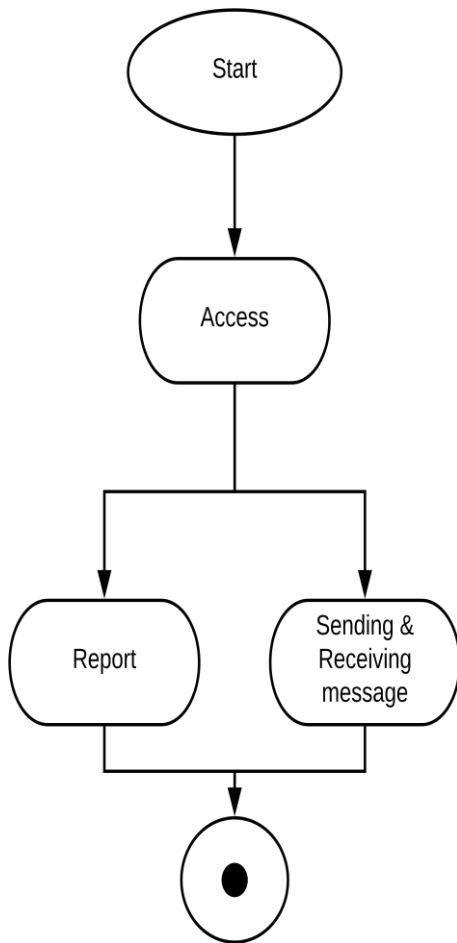 Start
Access
Report
Sending &
Receiving
message